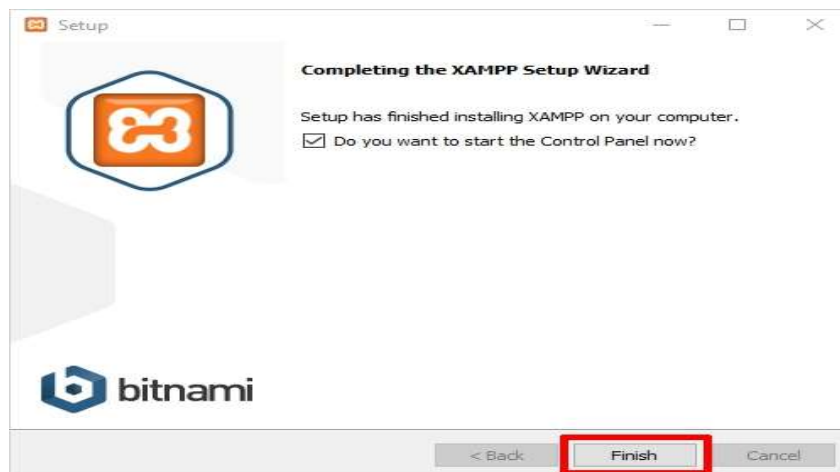 Setup
Completing the XAMPP Setup Wizard
Setup has finished installing XAMPP on your computer.
Do you want to start the Control Panel now?
bitnami
< Back
Finish
Cancel